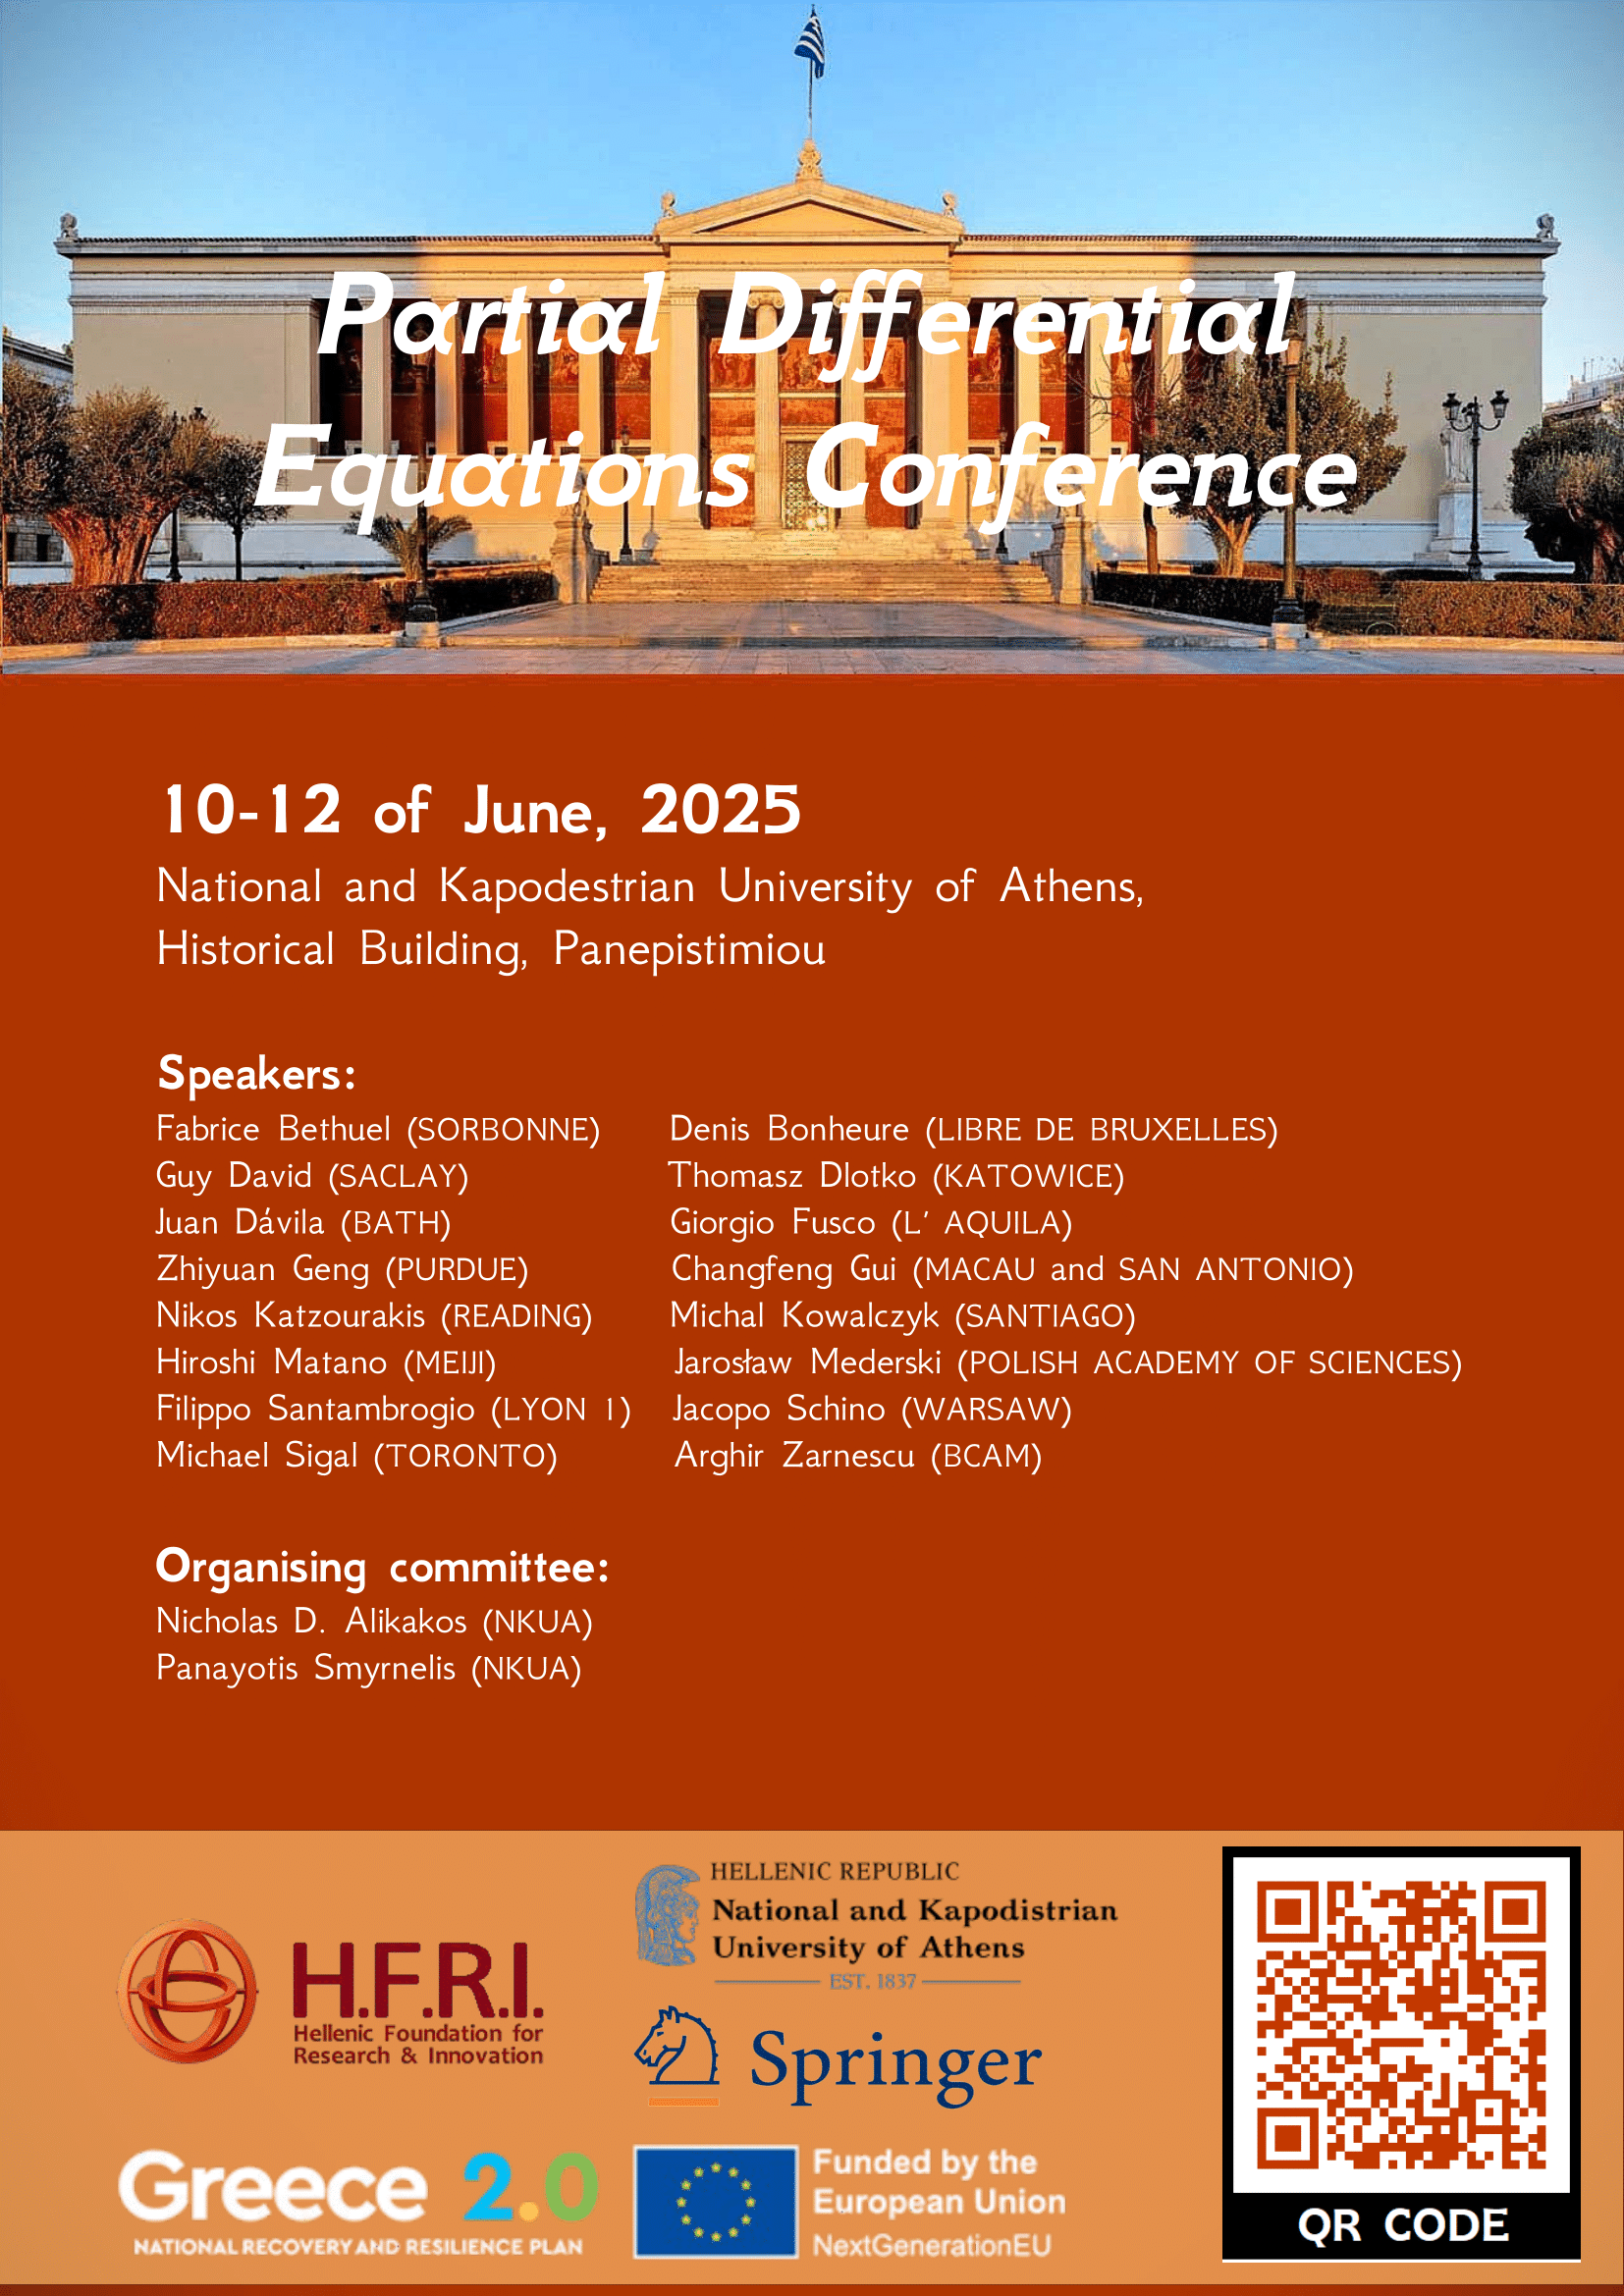 Partial Differential
Equations Conference
10-12 of June, 2025
National and Kapodestrian University of Athens,
Historical Building, Panepistimiou
Speakers:
Fabrice Bethuel (SORBONNE)
Guy David (SACLAY)
Juan Dávila (BATH)
Zhiyuan Geng (PURDUE)
Nikos Katzourakis (READING)
Hiroshi Matano (MEIJI)
Filippo Santambrogio (LYON 1)
Michael Sigal (TORONTO)
Denis Bonheure (LIBRE DE BRUXELLES)
Thomasz Dlotko (KATOWICE)
Giorgio Fusco (L' AQUILA)
Changfeng Gui (MACAU and SAN ANTONIO)
Michal Kowalczyk (SANTIAGO)
Jarosław Mederski (POLISH ACADEMY OF SCIENCES)
Jacopo Schino (WARSAW)
Arghir Zarnescu (BCAM)
Organising committee:
Nicholas D. Alikakos (NKUA)
Panayotis Smyrnelis (NKUA)
H.F.R.I.
Hellenic Foundation for
Research & Innovation
HELLENIC REPUBLIC
National and Kapodistrian
University of Athens
EST. 1837
Springer
Greece 2.0
NATIONAL RECOVERY AND RESILIENCE PLAN
Funded by the
European Union
NextGenerationEU
QR CODE